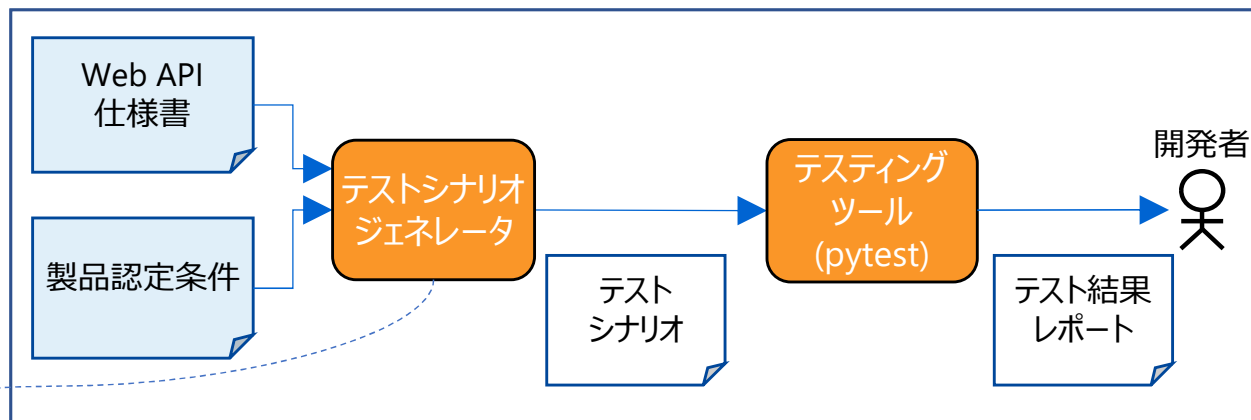 Web API
仕様書
製品認定条件
テストシナリオ
ジェネレータ
テスト
シナリオ
テスティング
ツール
(pytest)
テスト結果
レポート
開発者